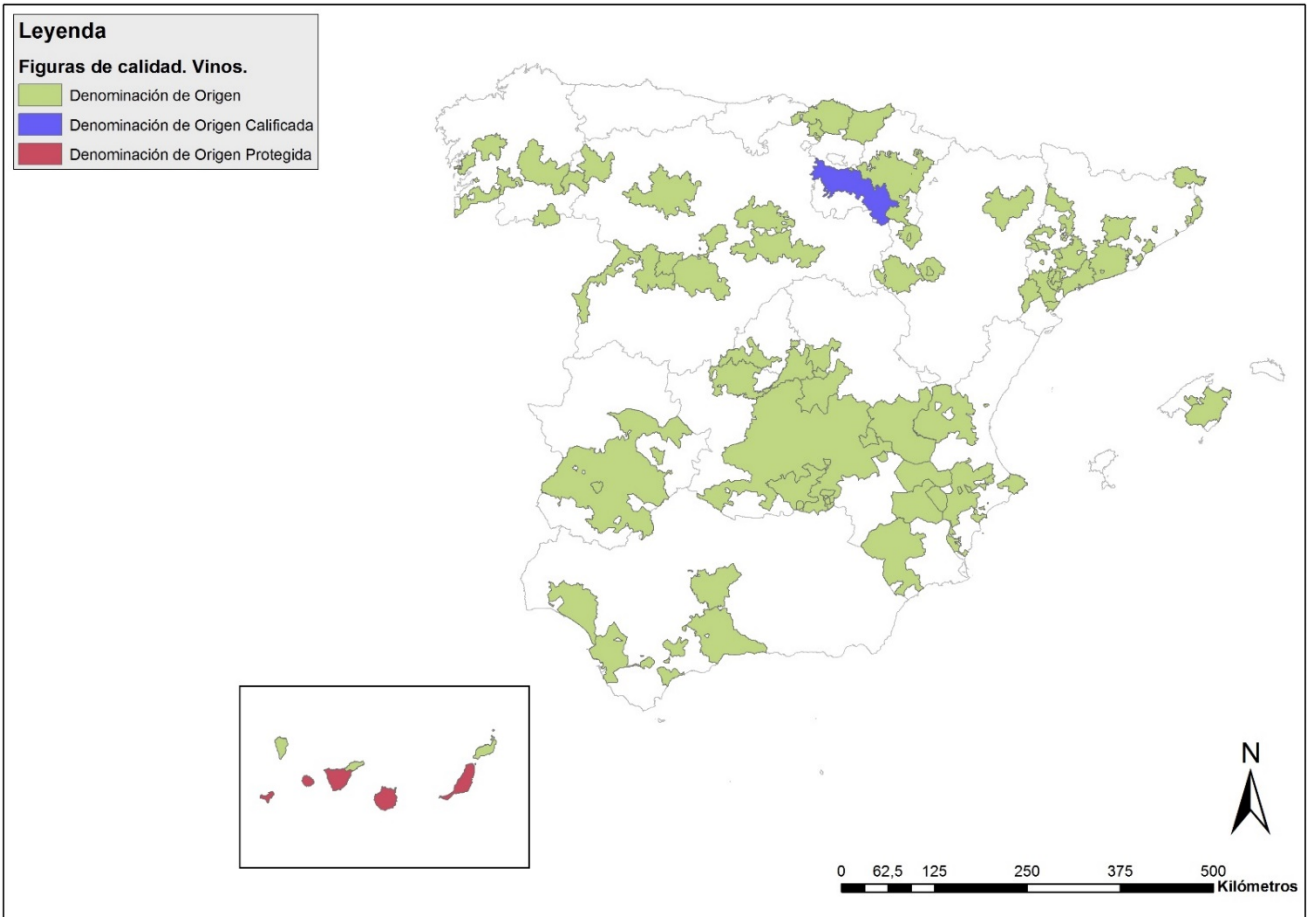 Leyenda
Figuras de calidad. Vinos.
Denominación de Origen
Denominación de Origen Calificada
Denominación de Origen Protegida
N
0 62,5 125 250 375 500
Kilómetros